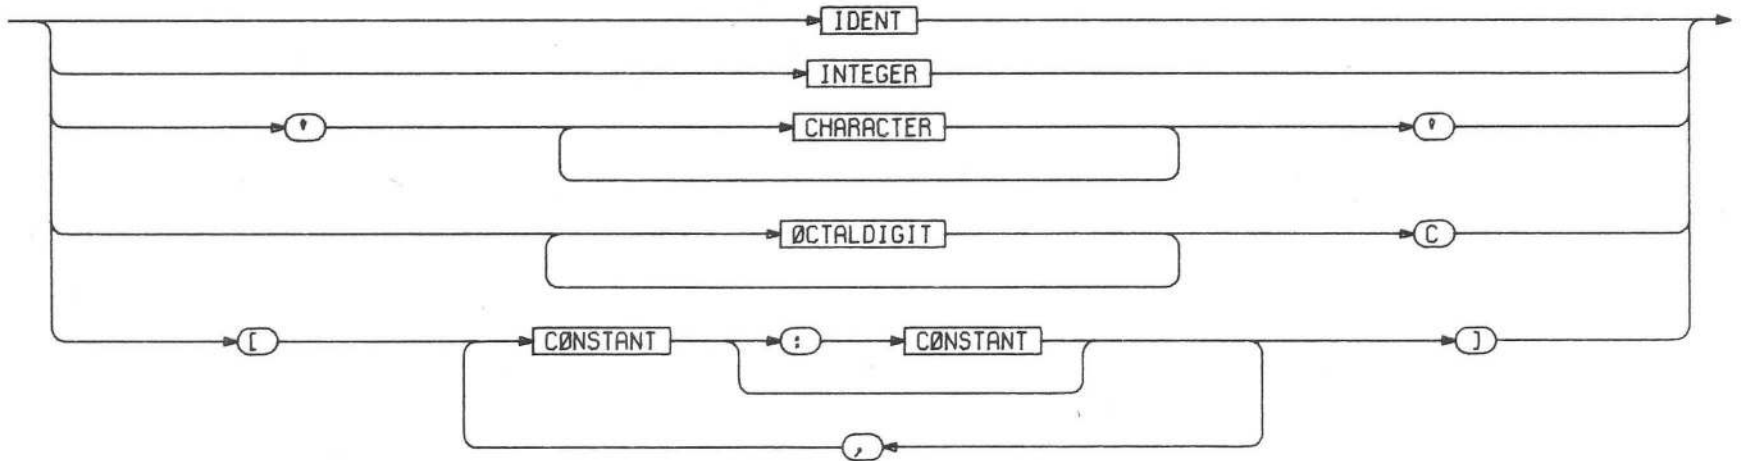 IDENT
INTEGER
' CHARACTER '
ØCTALDIGIT C
[ CØNSTANT : CØNSTANT ]
,